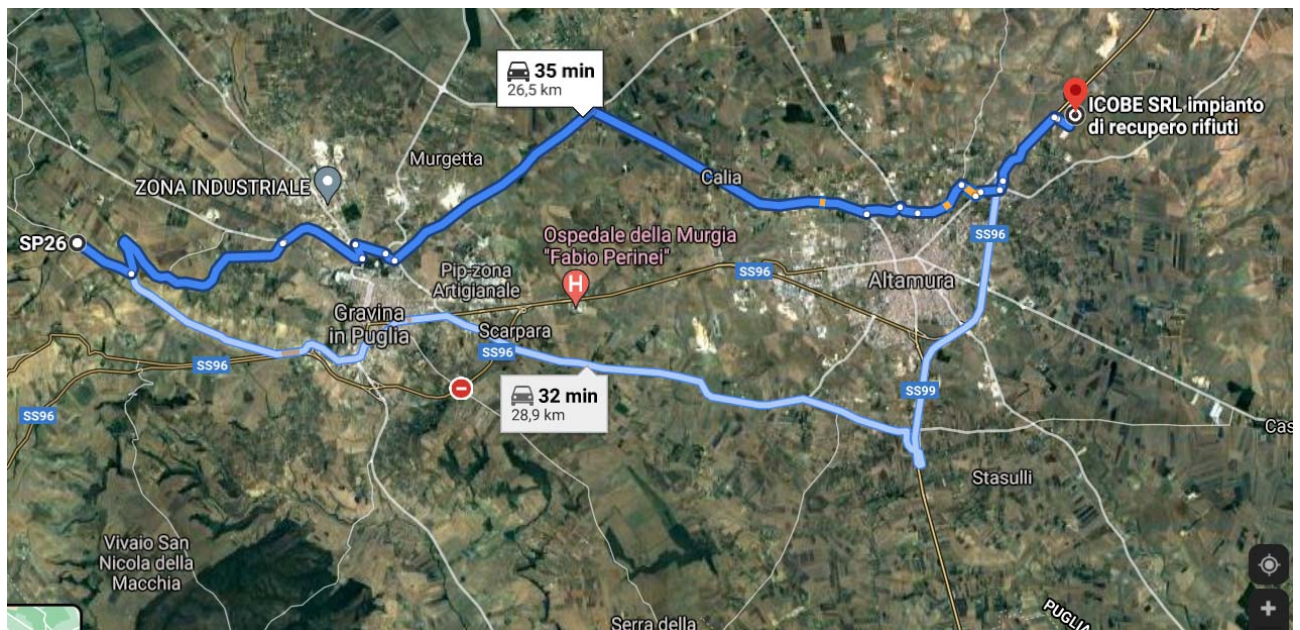 35 min
26,5 km
ICOBE SRL impianto
di recupero rifiuti
Murgetta
Calia
ZONA INDUSTRIALE
SP26
Ospedale della Murgia
"Fabio Perinei"
SS96
SS96
Pip-zona
Artigianale
Altamura
Gravina
in Puglia
Scarpara
SS96
SS96
32 min
28,9 km
SS99
SS96
Cas
Stasulli
Vivaio San
Nicola della
Macchia
PUGLIA
Serra della